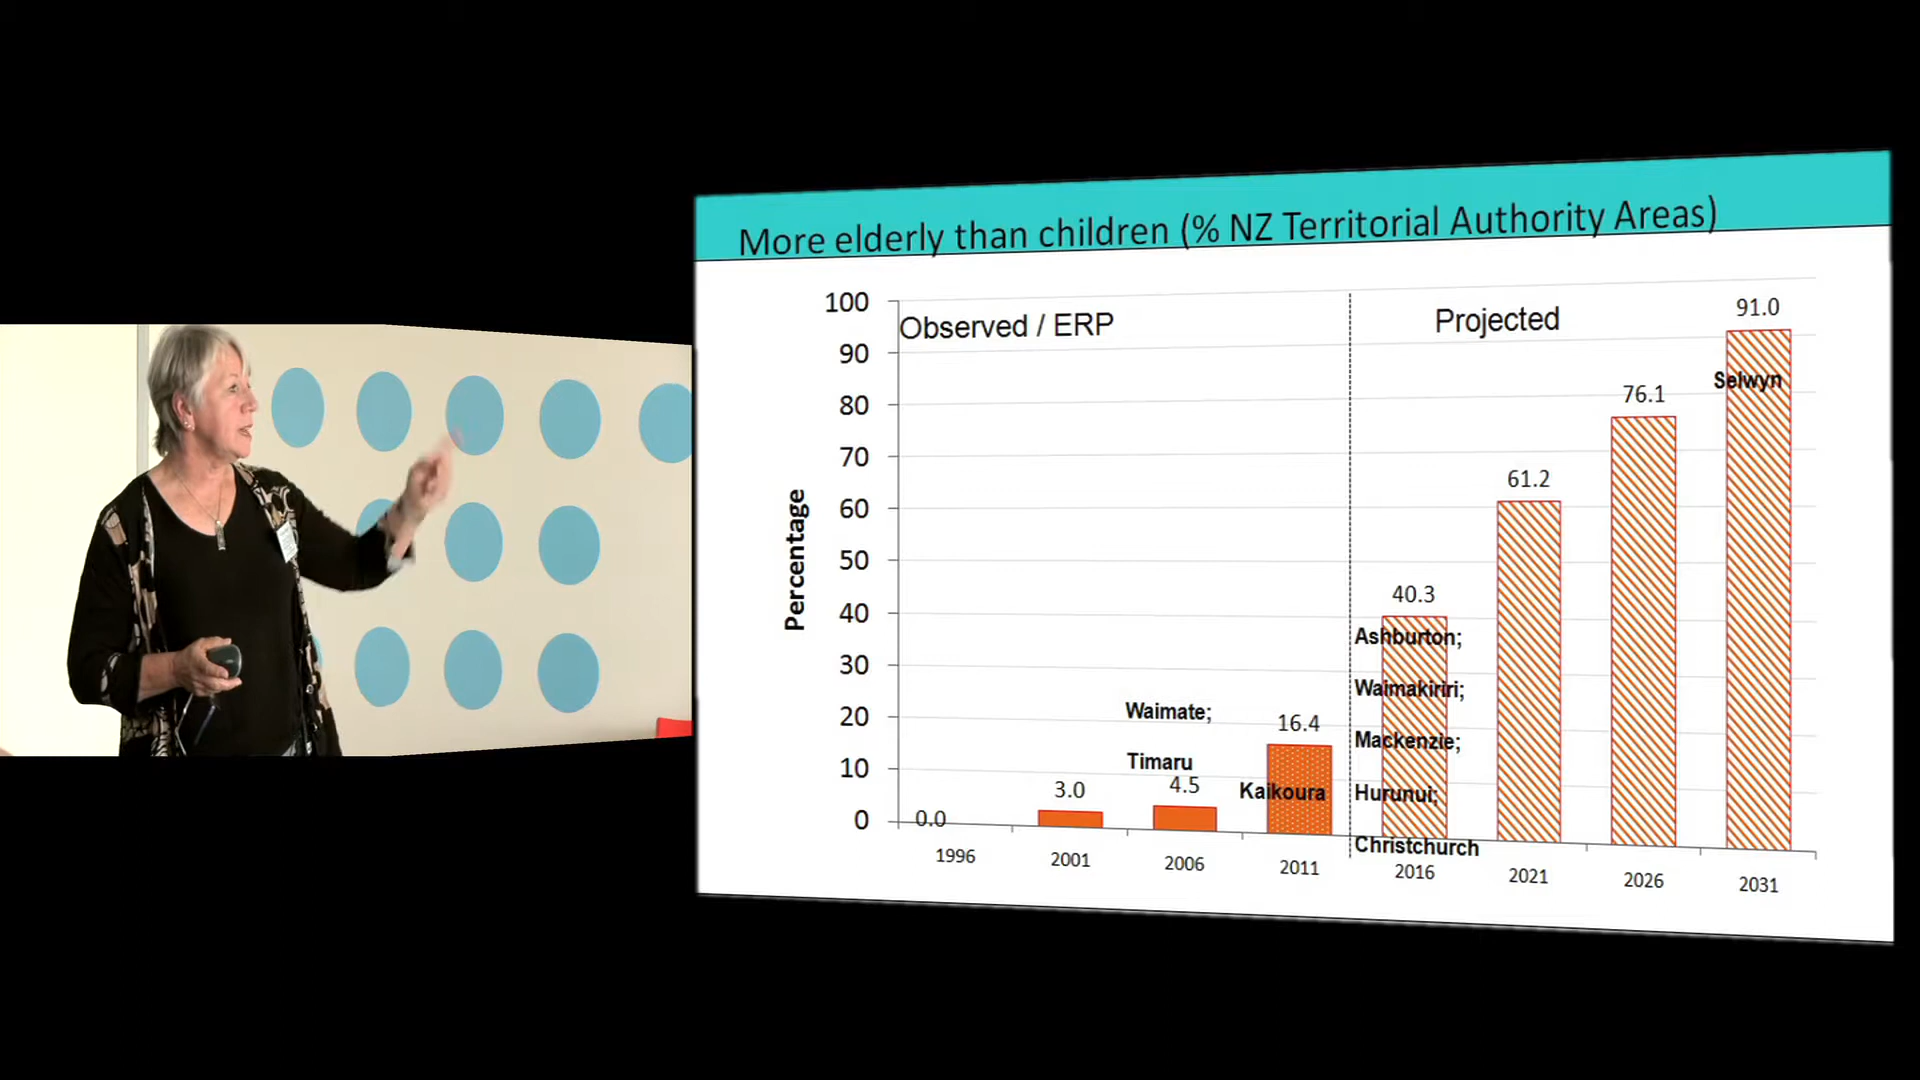 More elderly than children (% NZ Territorial Authority Areas)
Observed / ERP
Projected
Percentage
100
90
80
70
60
50
40
30
20
10
0
0.0
3.0
4.5
16.4
40.3
61.2
76.1
91.0
Waimate;
Timaru
Kaikoura
Ashburton;
Waimakiriri;
Mackenzie;
Hurunui;
Christchurch
Selwyn
1996
2001
2006
2011
2016
2021
2026
2031